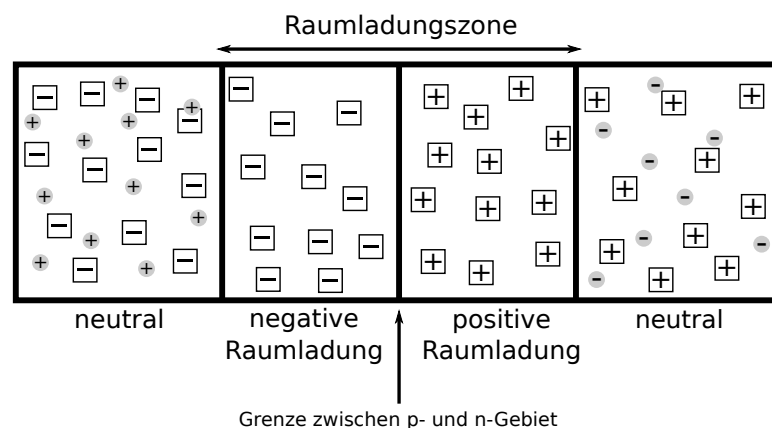 Raumladungszone
neutral
negative
Raumladung
positive
Raumladung
neutral
Grenze zwischen p- und n-Gebiet